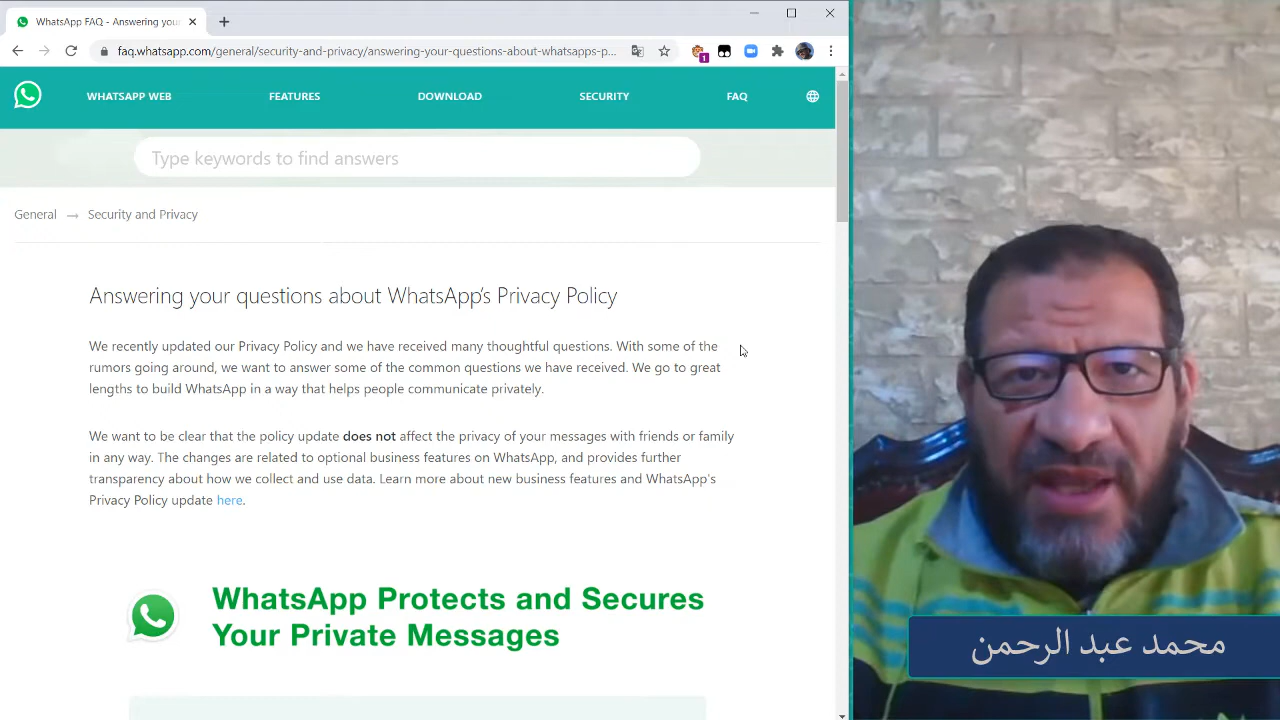 WhatsApp FAQ - Answering you
faq.whatsapp.com/general/security-and-privacy/answering-your-questions-about-whatsapps-p...
1
WHATSAPP WEB
FEATURES
DOWNLOAD
SECURITY
FAQ
Type keywords to find answers
General → Security and Privacy
Answering your questions about WhatsApp's Privacy Policy
We recently updated our Privacy Policy and we have received many thoughtful questions. With some of the
rumors going around, we want to answer some of the common questions we have received. We go to great
lengths to build WhatsApp in a way that helps people communicate privately.
We want to be clear that the policy update does not affect the privacy of your messages with friends or family
in any way. The changes are related to optional business features on WhatsApp, and provides further
transparency about how we collect and use data. Learn more about new business features and WhatsApp's
Privacy Policy update here.
WhatsApp Protects and Secures
Your Private Messages
محمد عبد الرحمن